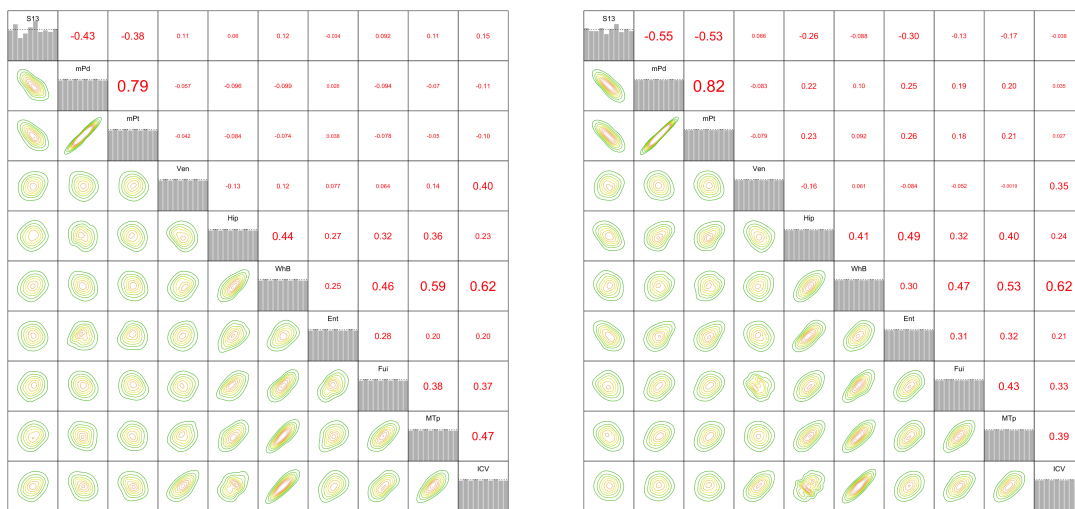 S13
-0.43 -0.38 0.11 0.06 0.12 -0.034 0.092 0.11 0.15
mPd
0.79 -0.057 -0.096 -0.099 0.028 -0.094 -0.07 -0.11
mPt
-0.042 -0.084 -0.074 0.038 -0.078 -0.05 -0.10
Ven
-0.13 0.12 0.077 0.064 0.14 0.40
Hip
0.44 0.27 0.32 0.36 0.23
WhB
0.25 0.46 0.59 0.62
Ent
0.28 0.20 0.20
Fui
0.38 0.37
MTp
0.47
ICV
S13
-0.55 -0.53 0.066 -0.26 -0.088 -0.30 -0.13 -0.17 -0.038
mPd
0.82 -0.083 0.22 0.10 0.25 0.19 0.20 0.035
mPt
-0.079 0.23 0.092 0.26 0.18 0.21 0.027
Ven
-0.16 0.061 -0.084 -0.052 -0.0019 0.35
Hip
0.41 0.49 0.32 0.40 0.24
WhB
0.30 0.47 0.53 0.62
Ent
0.31 0.32 0.21
Fui
0.43 0.33
MTp
0.39
ICV